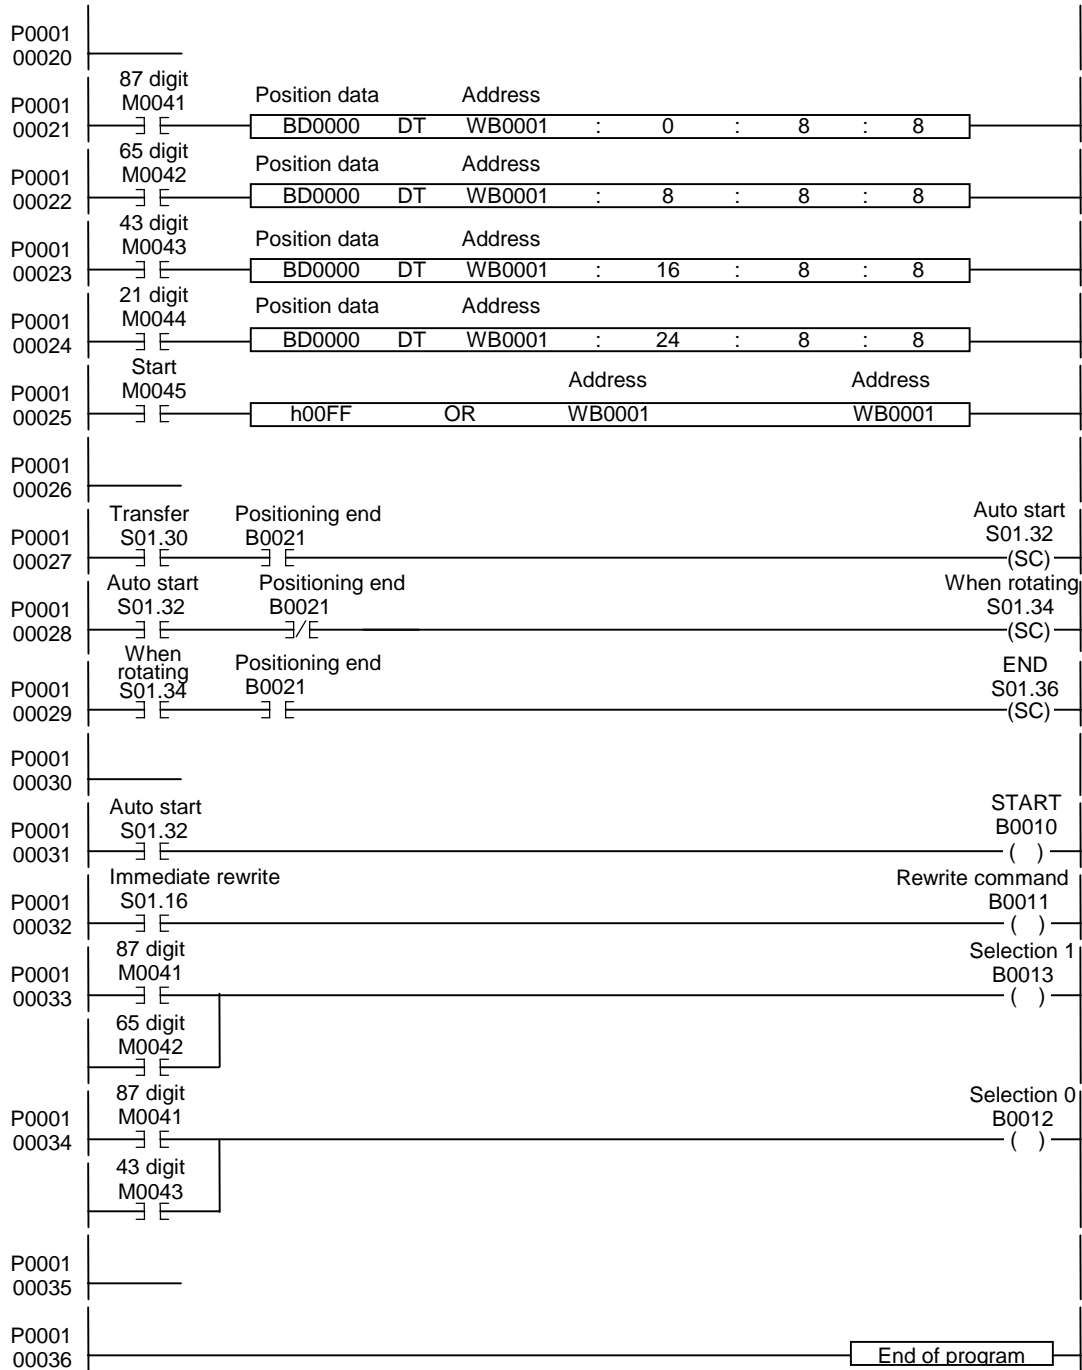 P0001
00020
87 digit
P0001 M0041 Position data Address
00021 BD0000 DT WB0001 : 0 : 8 : 8
65 digit
P0001 M0042 Position data Address
00022 BD0000 DT WB0001 : 8 : 8 : 8
43 digit
P0001 M0043 Position data Address
00023 BD0000 DT WB0001 : 16 : 8 : 8
21 digit
P0001 M0044 Position data Address
00024 BD0000 DT WB0001 : 24 : 8 : 8
Start
P0001 M0045 Address Address
00025 h00FF OR WB0001 WB0001
P0001
00026
Transfer Positioning end Auto start
P0001 S01.30 B0021 S01.32
00027 (SC)
Auto start Positioning end When rotating
P0001 S01.32 B0021 S01.34
00028 (SC)
When
rotating Positioning end END
P0001 S01.34 B0021 S01.36
00029 (SC)
P0001
00030
Auto start START
P0001 S01.32 B0010
00031 ( )
Immediate rewrite Rewrite command
P0001 S01.16 B0011
00032 ( )
87 digit Selection 1
P0001 M0041 B0013
00033 ( )
65 digit
M0042
87 digit Selection 0
P0001 M0041 B0012
00034 ( )
43 digit
M0043
P0001
00035
P0001
00036 End of program